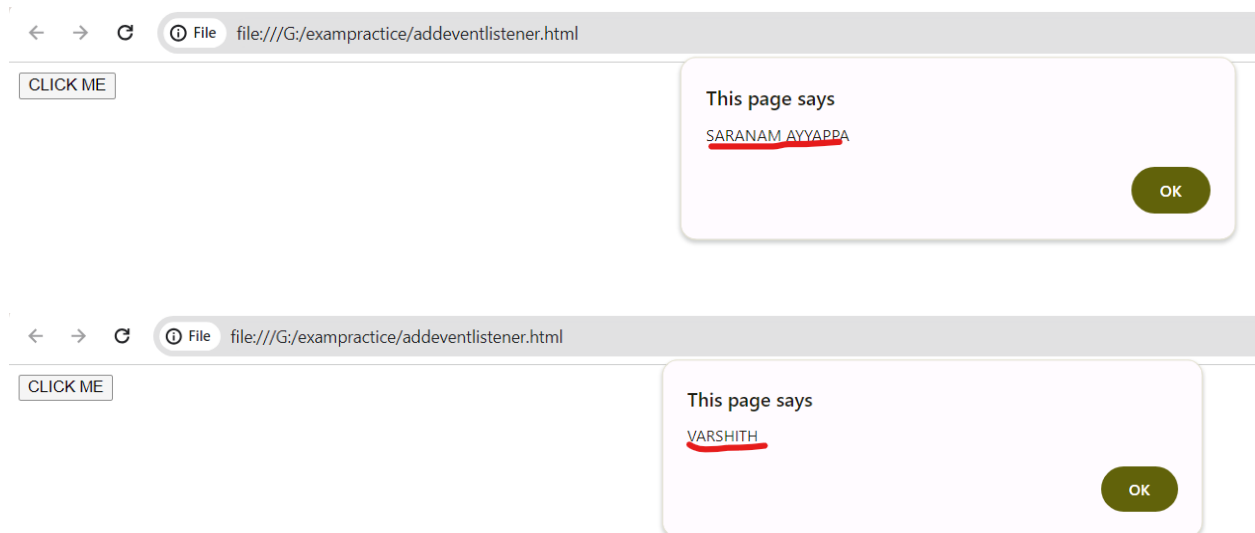 File file:///G:/exampractice/addeventlistener.html
CLICK ME
This page says
SARANAM AYYAPPA
OK
File file:///G:/exampractice/addeventlistener.html
CLICK ME
This page says
VARSHITH
OK